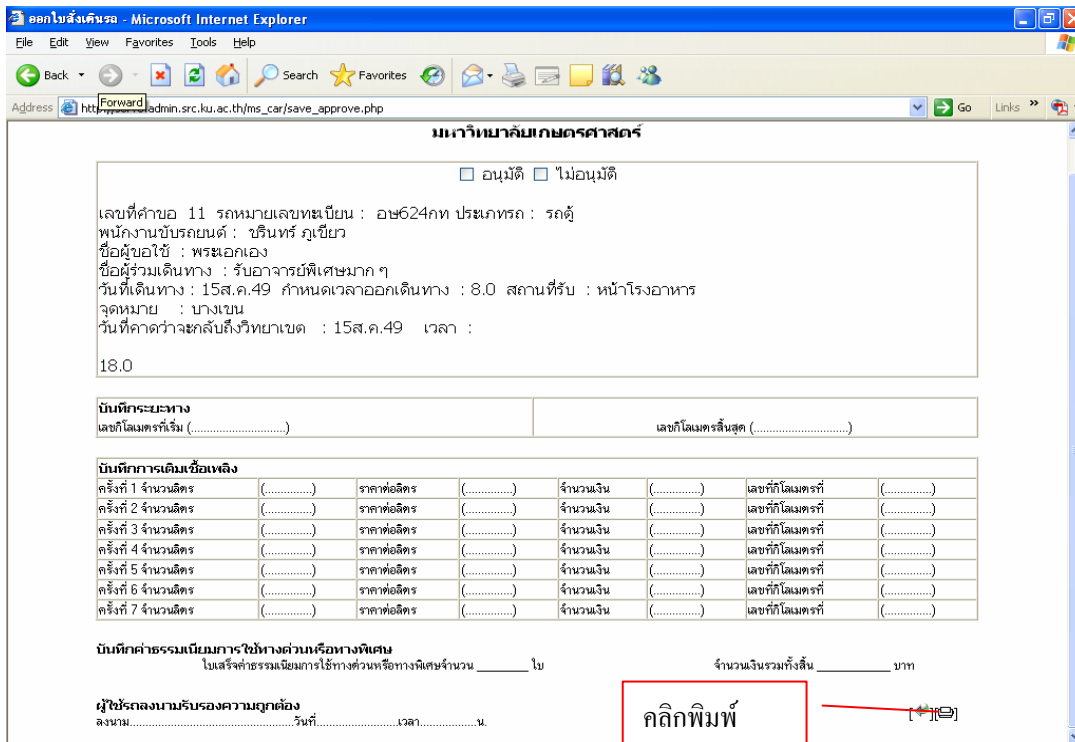 ออกใบสั่งเดินรถ - Microsoft Internet Explorer
File Edit View Favorites Tools Help
Back Search Favorites
Address admin.src.ku.ac.th/ms_car/save_approve.php Go Links »
Forward
มหาวิทยาลัยเกษตรศาสตร์
อนุมัติ ไม่อนุมัติ
เลขที่คำขอ 11 รถหมายเลขทะเบียน : อษ624กท ประเภทรถ : รถตู้
พนักงานขับรถยนต์ : ชรินทร์ ภูเขียว
ชื่อผู้ขอใช้ : พระเอกเอง
ชื่อผู้ร่วมเดินทาง : รับอาจารย์พิเศษมาก ๆ
วันที่เดินทาง : 15ส.ค.49 กำหนดเวลาออกเดินทาง : 8.0 สถานที่รับ : หน้าโรงอาหาร
จุดหมาย : บางเขน
วันที่คาดว่าจะกลับถึงวิทยาเขต : 15ส.ค.49 เวลา :
18.0
บันทึกระยะทาง
เลขกิโลเมตรที่เริ่ม (.............................) เลขกิโลเมตรสิ้นสุด (.............................)
บันทึกการเติมเชื้อเพลิง
ครั้งที่ 1 จำนวนลิตร (..............) ราคาต่อลิตร (..............) จำนวนเงิน (..............) เลขที่กิโลเมตรที่ (..............)
ครั้งที่ 2 จำนวนลิตร (..............) ราคาต่อลิตร (..............) จำนวนเงิน (..............) เลขที่กิโลเมตรที่ (..............)
ครั้งที่ 3 จำนวนลิตร (..............) ราคาต่อลิตร (..............) จำนวนเงิน (..............) เลขที่กิโลเมตรที่ (..............)
ครั้งที่ 4 จำนวนลิตร (..............) ราคาต่อลิตร (..............) จำนวนเงิน (..............) เลขที่กิโลเมตรที่ (..............)
ครั้งที่ 5 จำนวนลิตร (..............) ราคาต่อลิตร (..............) จำนวนเงิน (..............) เลขที่กิโลเมตรที่ (..............)
ครั้งที่ 6 จำนวนลิตร (..............) ราคาต่อลิตร (..............) จำนวนเงิน (..............) เลขที่กิโลเมตรที่ (..............)
ครั้งที่ 7 จำนวนลิตร (..............) ราคาต่อลิตร (..............) จำนวนเงิน (..............) เลขที่กิโลเมตรที่ (..............)
บันทึกค่าธรรมเนียมการใช้ทางด่วนหรือทางพิเศษ
ใบเสร็จค่าธรรมเนียมการใช้ทางด่วนหรือทางพิเศษจำนวน ________ ใบ จำนวนเงินรวมทั้งสิ้น __________ บาท
ผู้ใช้รถลงนามรับรองความถูกต้อง
ลงนาม..................................................วันที่.........................เวลา..................น.
คลิกพิมพ์